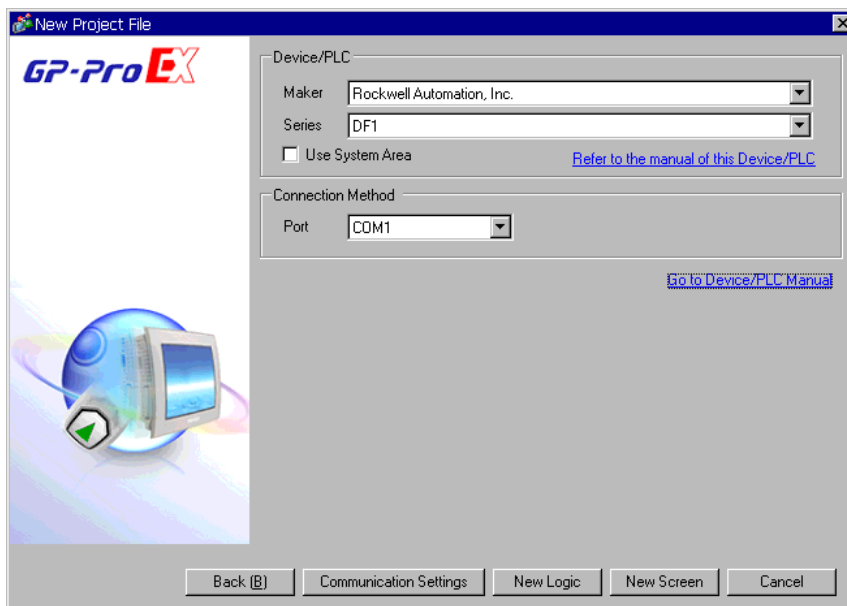 New Project File
GP-Pro EX
Device/PLC
Maker Rockwell Automation, Inc.
Series DF1
Use System Area Refer to the manual of this Device/PLC
Connection Method
Port COM1
Go to Device/PLC Manual
Back (B) Communication Settings New Logic New Screen Cancel